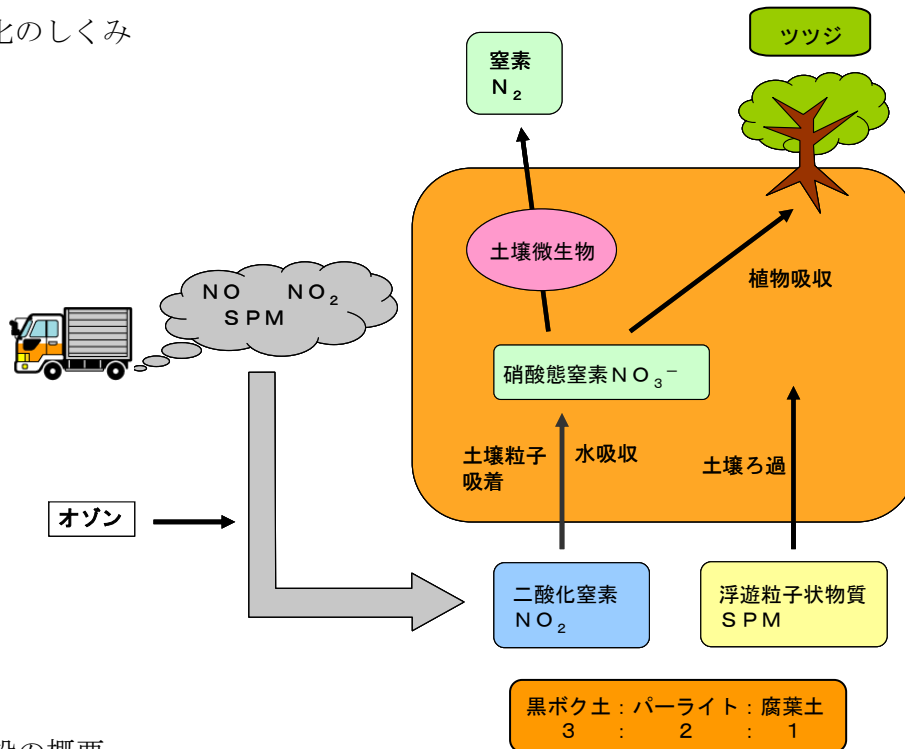 化のしくみ
ツツジ
窒素
N₂
土壌微生物
植物吸収
NO NO₂
SPM
硝酸態窒素NO₃⁻
土壌粒子
吸着
水吸収
土壌ろ過
オゾン
二酸化窒素
NO₂
浮遊粒子状物質
SPM
黒ボク土：パーライト：腐葉土
3 : 2 : 1
の概要